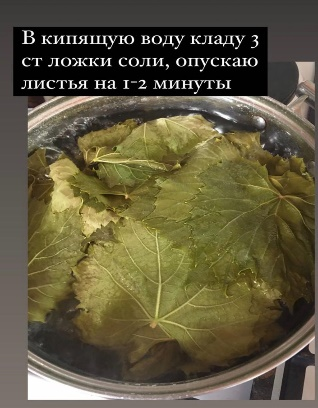 В кипящую воду кладу 3
ст ложки соли, опускаю
листья на 1-2 минуты